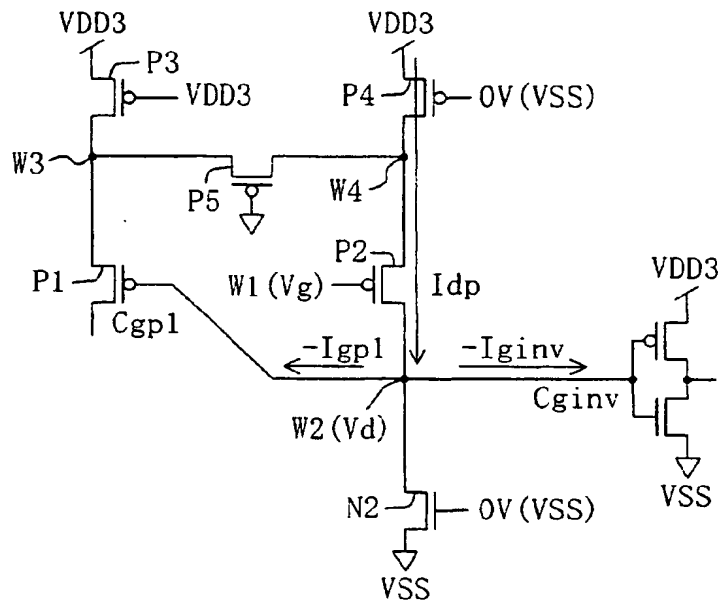 VDD3
VDD3
P3
P4
VDD3
0V(VSS)
W3
W4
P5
P2
P1
W1(Vg)
Idp
VDD3
Cgp1
-Igp1
-Iginv
Cginv
W2(Vd)
N2
0V(VSS)
VSS
VSS